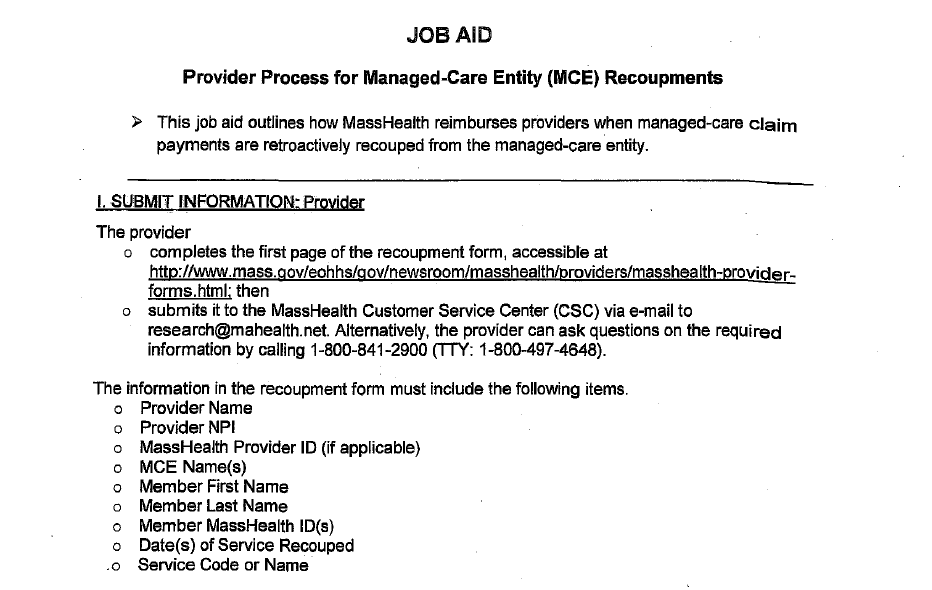 JOB AID
Provider Process for Managed-Care Entity (MCE) Recoupments
➢ This job aid outlines how MassHealth reimburses providers when managed-care claim
payments are retroactively recouped from the managed-care entity.
I. SUBMIT INFORMATION: Provider
The provider
o completes the first page of the recoupment form, accessible at
http://www.mass.gov/eohhs/gov/newsroom/masshealth/providers/masshealth-provider-
forms.html; then
o submits it to the MassHealth Customer Service Center (CSC) via e-mail to
research@mahealth.net. Alternatively, the provider can ask questions on the required
information by calling 1-800-841-2900 (TTY: 1-800-497-4648).
The information in the recoupment form must include the following items.
o Provider Name
o Provider NPI
o MassHealth Provider ID (if applicable)
o MCE Name(s)
o Member First Name
o Member Last Name
o Member MassHealth ID(s)
o Date(s) of Service Recouped
o Service Code or Name